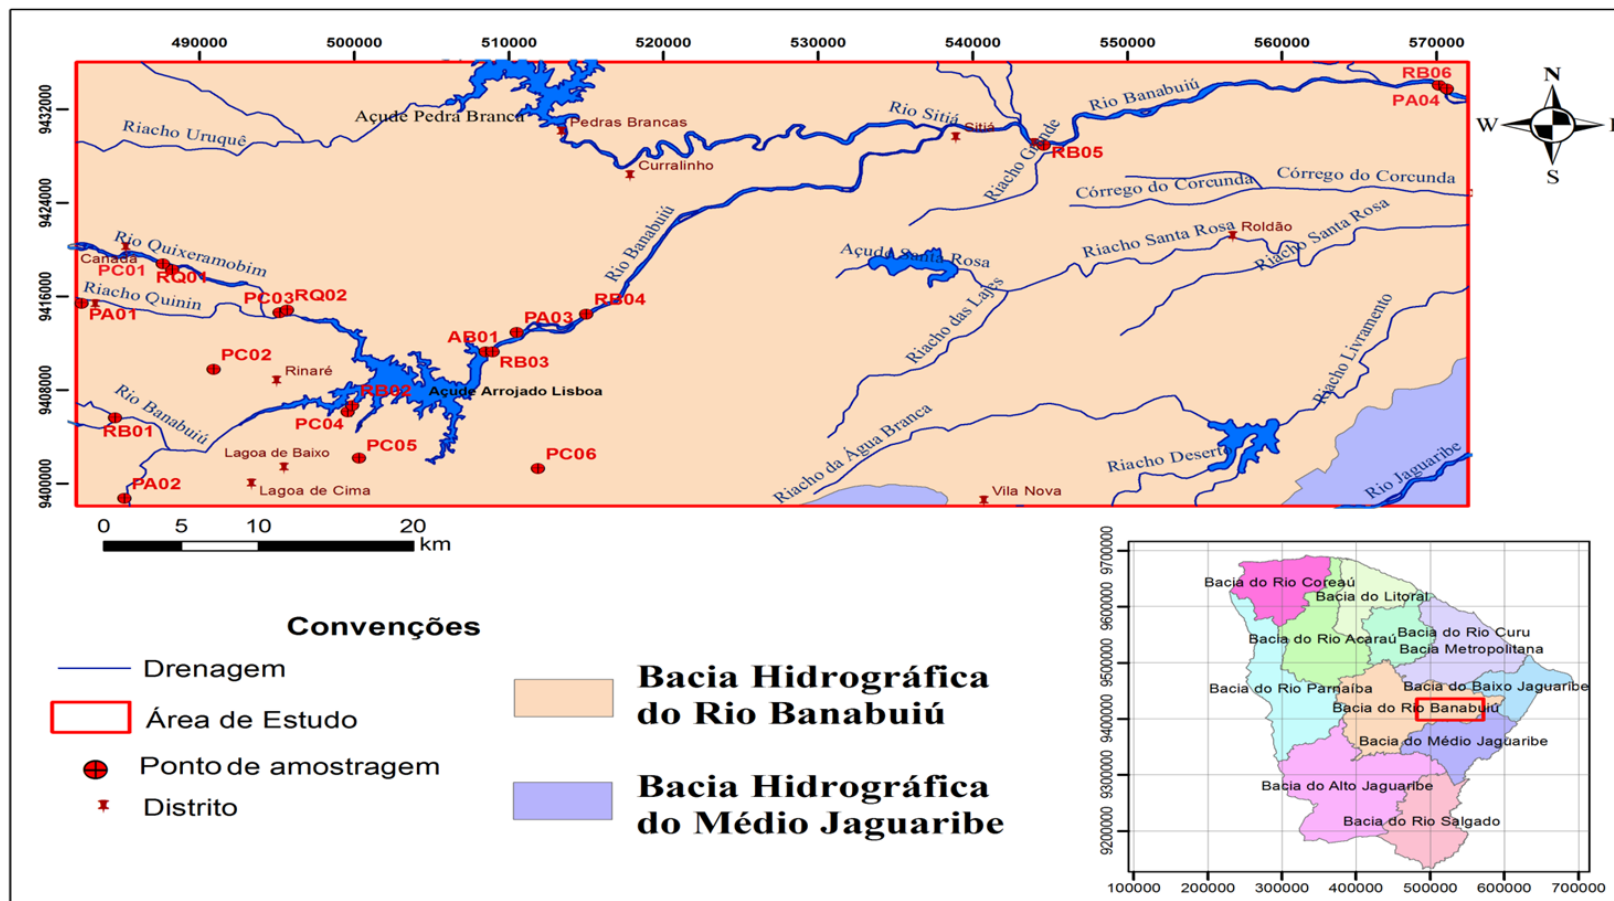 490000 500000 510000 520000 530000 540000 550000 560000 570000
9432000
9424000
9416000
9408000
9400000
RB06
PA04
Rio Banabuiú
Açude Pedra Branca
Pedras Brancas
Rio Sitiá
Sitiá
Riacho Uruquê
Curralinho
Riacho Grande
RB05
Córrego do Corcunda
Córrego do Corcunda
Rio Quixeramobim
Canadá
PC01
RQ01
Rio Banabuiú
Açude Santa Rosa
Riacho Santa Rosa
Roldão
Riacho Santa Rosa
Riacho Quinin
PA01
PC03
RQ02
RB04
PA03
AB01
RB03
Riacho das Lajes
Riacho Livramento
PC02
Rinaré
RB02
Açude Arrojado Lisboa
Rio Banabuiú
RB01
PC04
PC05
PC06
Lagoa de Baixo
Lagoa de Cima
PA02
Riacho da Água Branca
Riacho Deserto
Rio Jaguaribe
Vila Nova
N
W
E
S
0 5 10 20
km
Convenções
Drenagem
Área de Estudo
Ponto de amostragem
Distrito
Bacia Hidrográfica
do Rio Banabuiú
Bacia Hidrográfica
do Médio Jaguaribe
9700000
9600000
9500000
9400000
9300000
9200000
Bacia do Rio Coreaú
Bacia do Litoral
Bacia do Rio Acaraú
Bacia do Rio Curu
Bacia Metropolitana
Bacia do Rio Parnaíba
Bacia do Baixo Jaguaribe
Bacia do Rio Banabuiú
Bacia do Médio Jaguaribe
Bacia do Alto Jaguaribe
Bacia do Rio Salgado
100000 200000 300000 400000 500000 600000 700000